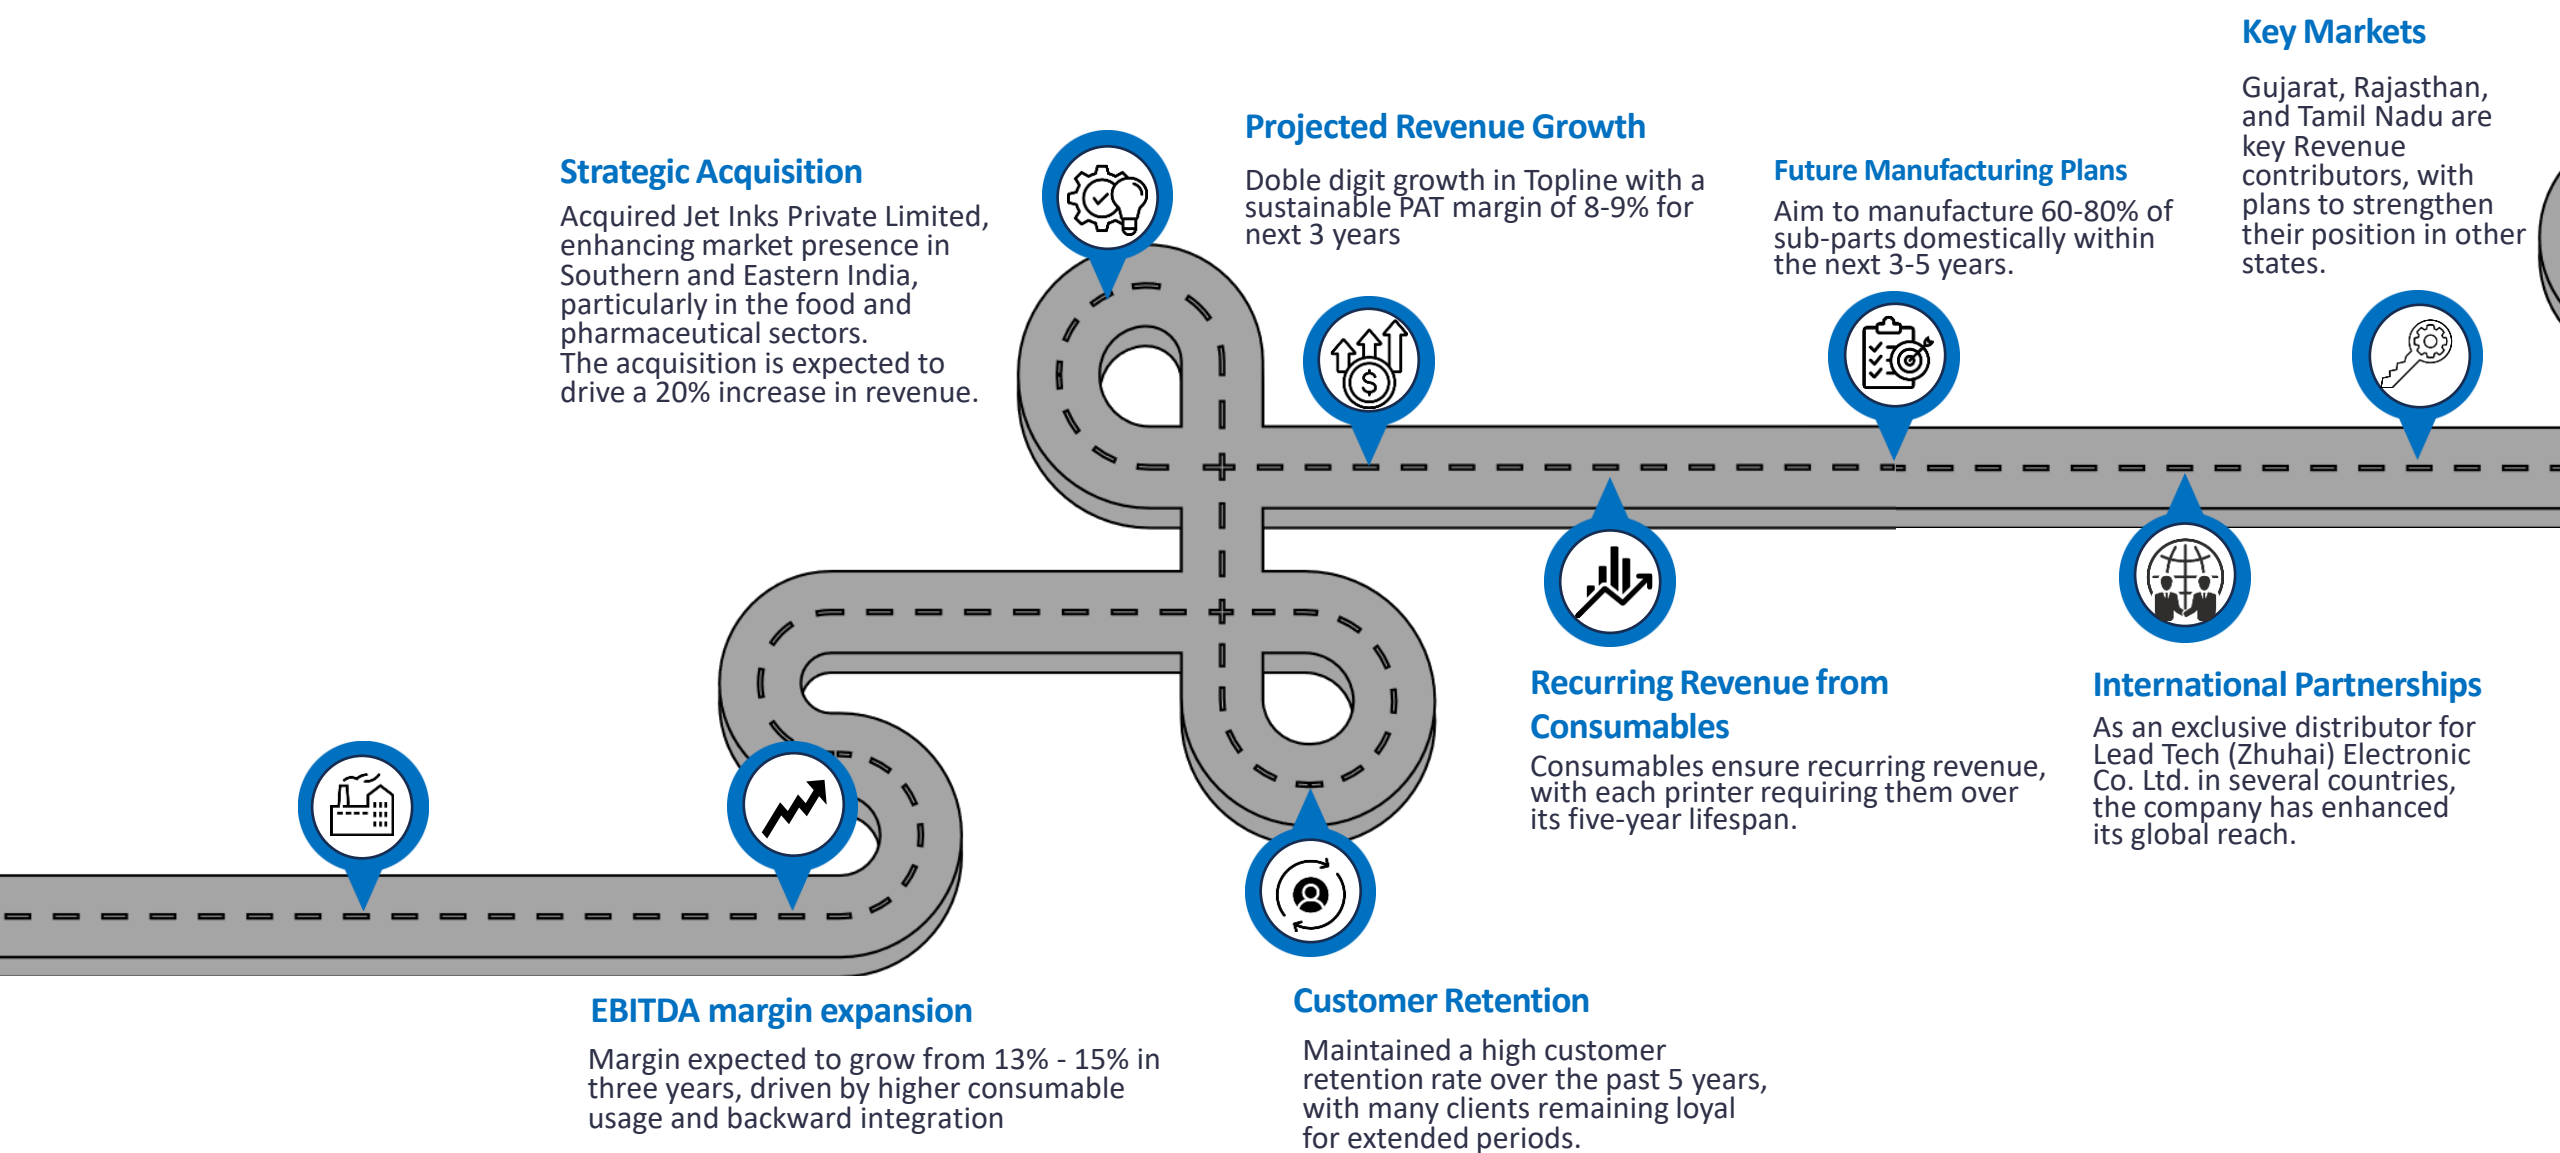 Key Markets
Gujarat, Rajasthan,
and Tamil Nadu are
key Revenue
contributors, with
plans to strengthen
their position in other
states.
Projected Revenue Growth
Doble digit growth in Topline with a
sustainable PAT margin of 8-9% for
next 3 years
Strategic Acquisition
Acquired Jet Inks Private Limited,
enhancing market presence in
Southern and Eastern India,
particularly in the food and
pharmaceutical sectors.
The acquisition is expected to
drive a 20% increase in revenue.
Future Manufacturing Plans
Aim to manufacture 60-80% of
sub-parts domestically within
the next 3-5 years.
$
Recurring Revenue from
Consumables
Consumables ensure recurring revenue,
with each printer requiring them over
its five-year lifespan.
International Partnerships
As an exclusive distributor for
Lead Tech (Zhuhai) Electronic
Co. Ltd. in several countries,
the company has enhanced
its global reach.
EBITDA margin expansion
Margin expected to grow from 13% - 15% in
three years, driven by higher consumable
usage and backward integration
Customer Retention
Maintained a high customer
retention rate over the past 5 years,
with many clients remaining loyal
for extended periods.